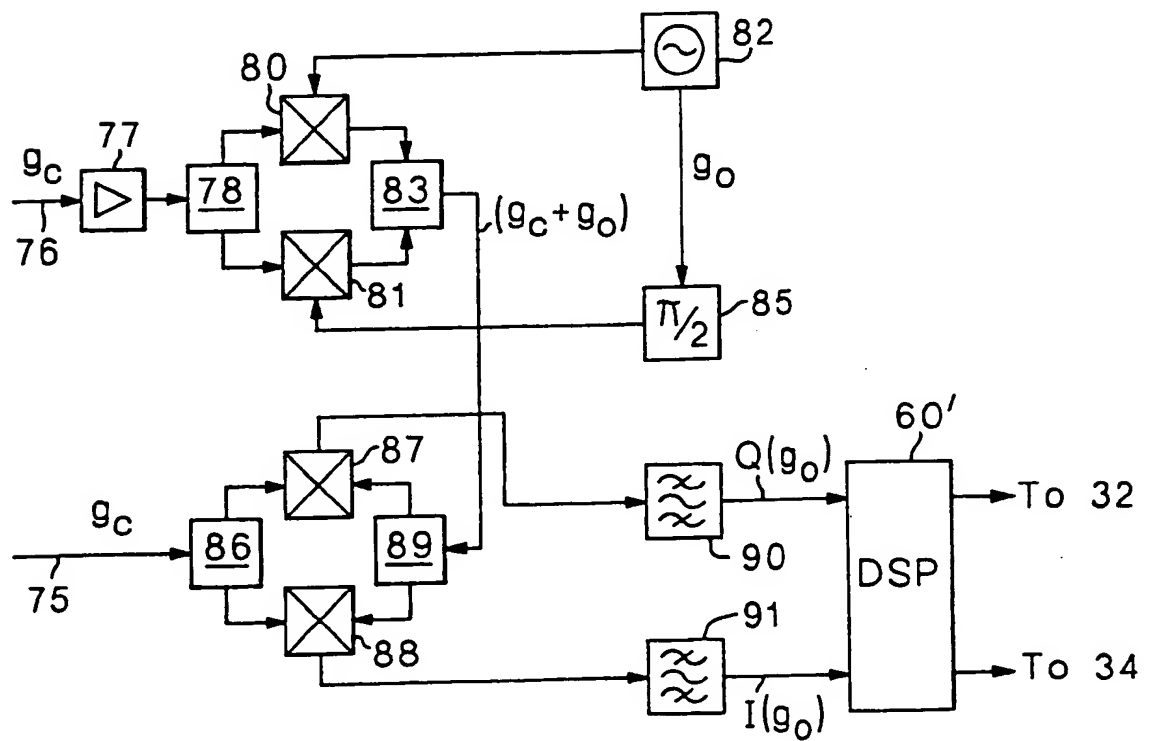 82
80
77
g_c
78
83
g_o
(g_c + g_o)
76
81
π/2
85
60'
87
Q(g_o)
g_c
To 32
86
89
90
DSP
75
91
88
To 34
I(g_o)